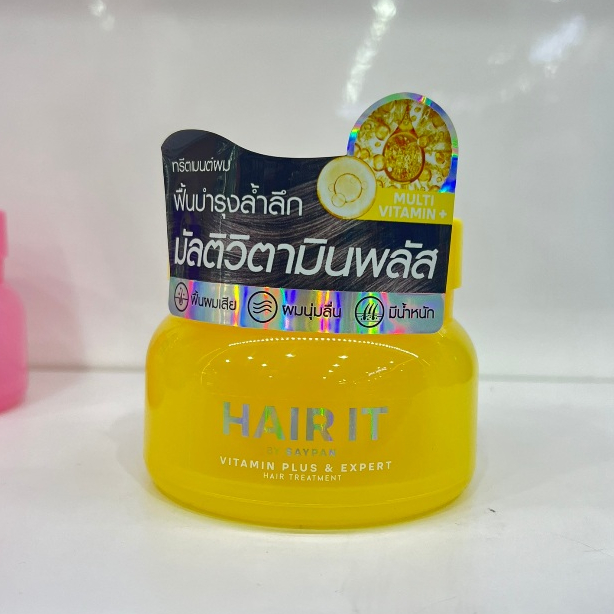 ทรีตเมนต์ผม
ฟื้นบำรุงล้ำลึก
มัลติวิตามินพลัส
MULTI
VITAMIN+
ฟื้นผมเสีย
ผมนุ่มลื่น
มีน้ำหนัก
HAIR IT
BY SAYPAN
VITAMIN PLUS & EXPERT
HAIR TREATMENT